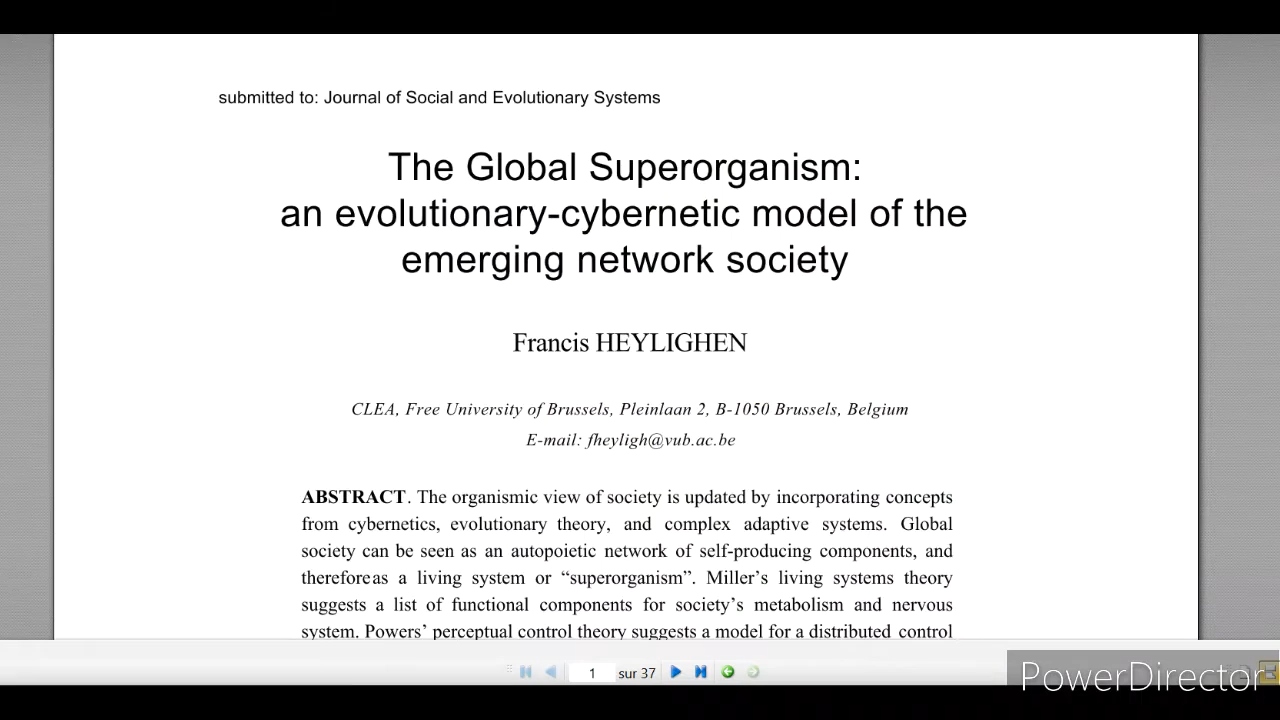 submitted to: Journal of Social and Evolutionary Systems
The Global Superorganism:
an evolutionary-cybernetic model of the
emerging network society
Francis HEYLIGHEN
CLEA, Free University of Brussels, Pleinlaan 2, B-1050 Brussels, Belgium
E-mail: fheyligh@vub.ac.be
ABSTRACT. The organismic view of society is updated by incorporating concepts
from cybernetics, evolutionary theory, and complex adaptive systems. Global
society can be seen as an autopoietic network of self-producing components, and
therefore as a living system or “superorganism”. Miller’s living systems theory
suggests a list of functional components for society’s metabolism and nervous
system. Powers’ perceptual control theory suggests a model for a distributed control
1 sur 37
PowerDirector